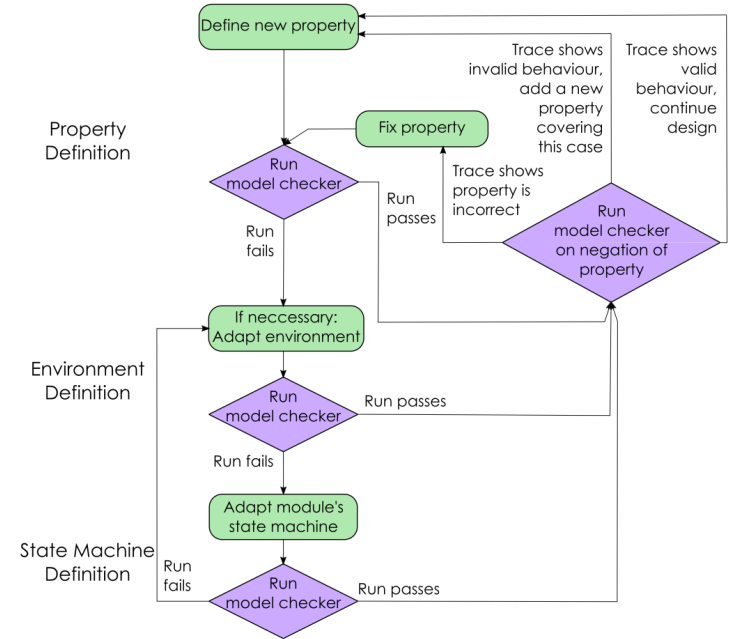 Define new property
Trace shows
invalid behaviour,
add a new
property
covering
this case
Trace shows
valid
behaviour,
continue
design
Property
Definition
Fix property
Run
model checker
Trace shows
property is
incorrect
Run
passes
Run
fails
Run
model checker
on negation of
property
If neccessary:
Adapt environment
Environment
Definition
Run
model checker
Run passes
Run fails
Adapt module's
state machine
State Machine
Definition
Run
fails
Run
model checker
Run passes